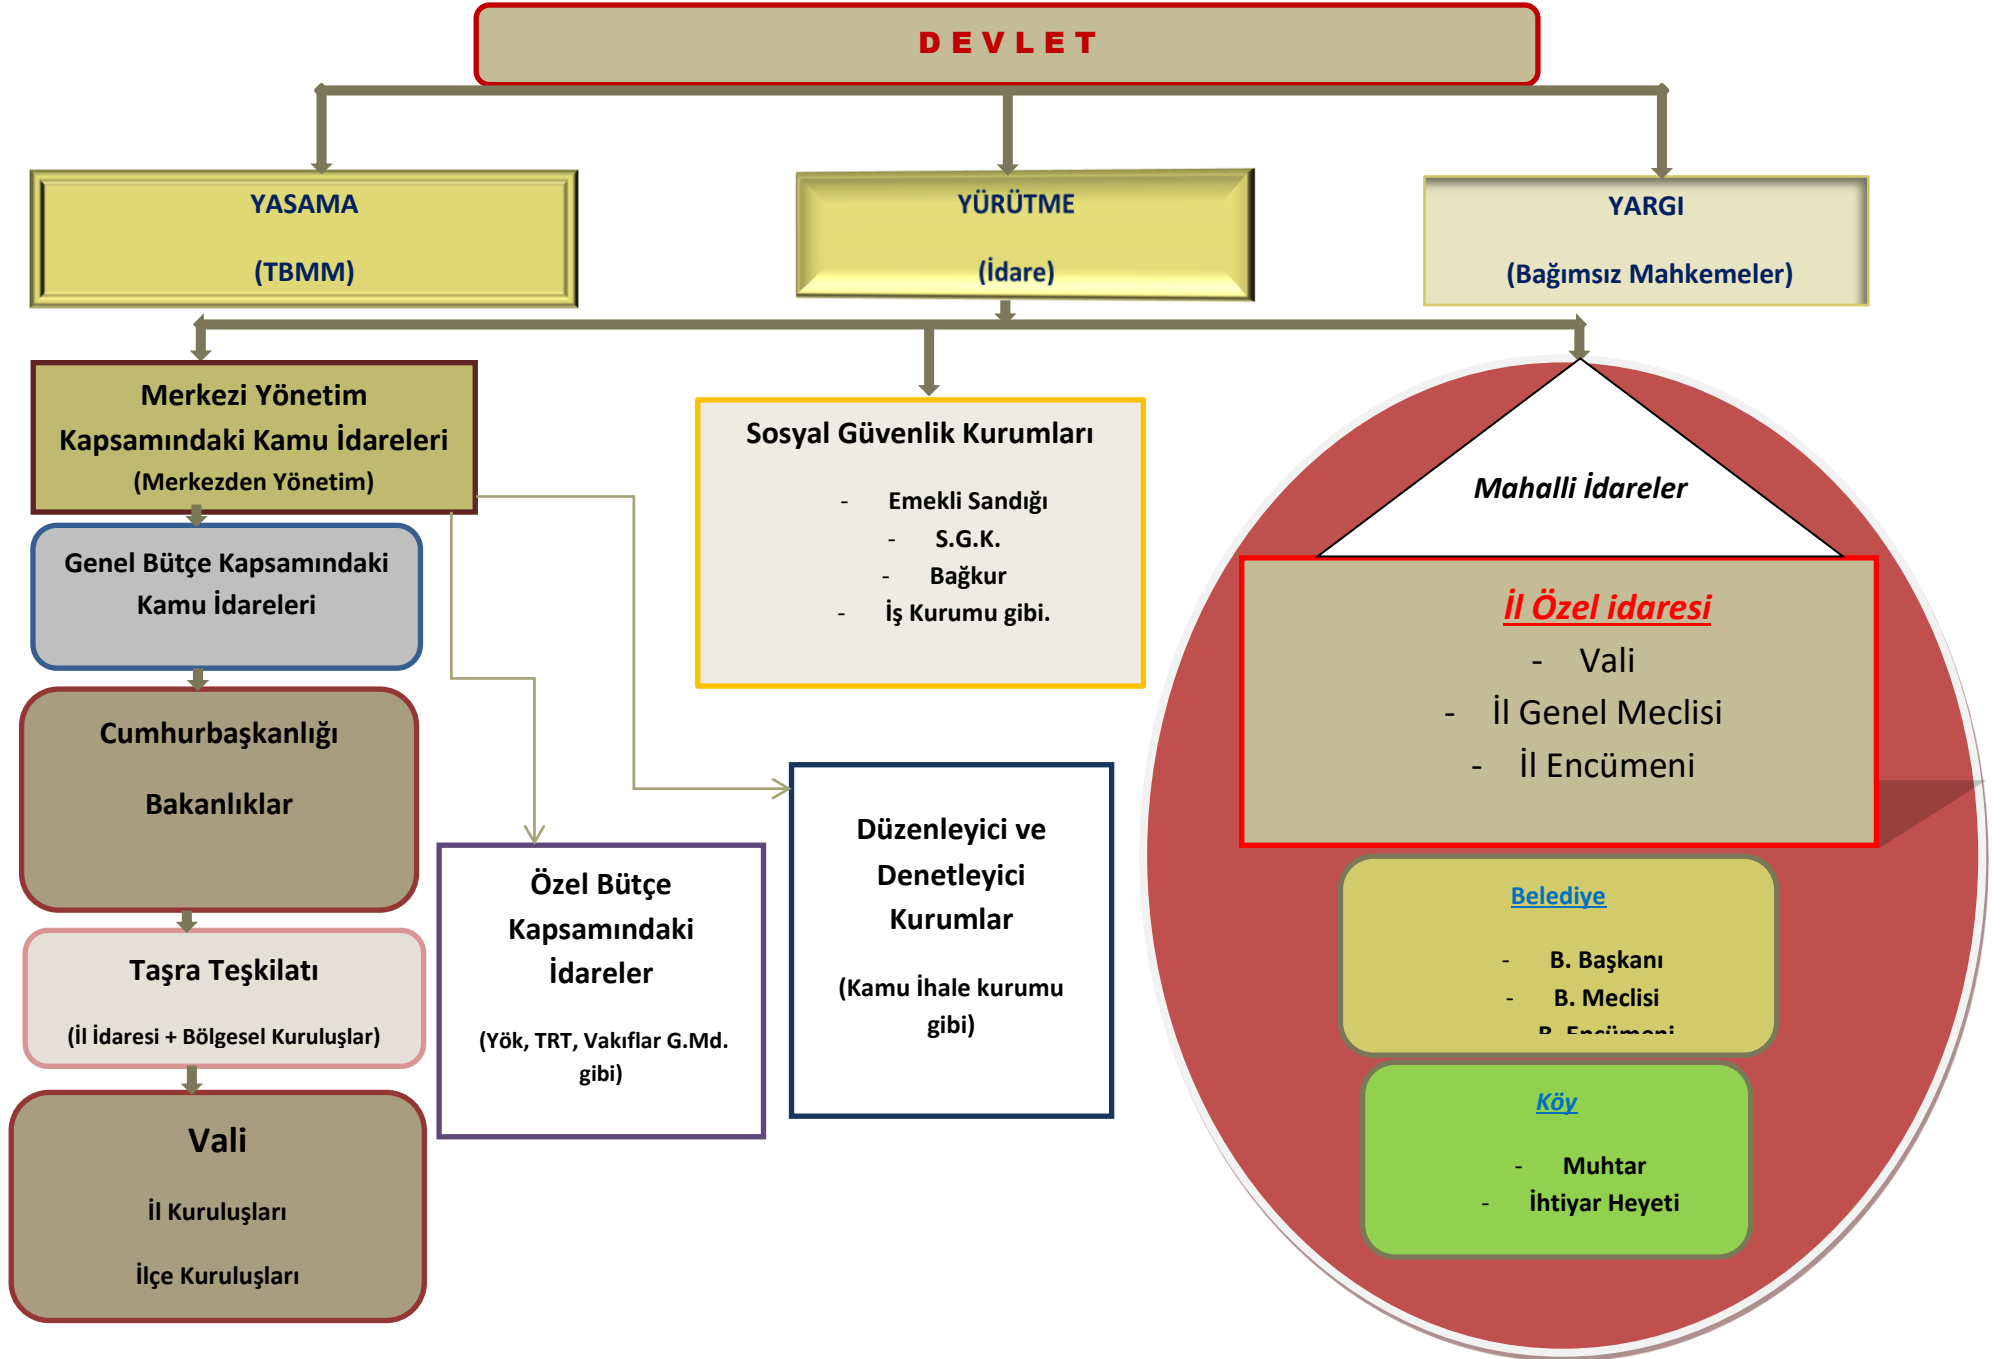 DEVLET
YASAMA
(TBMM)
YÜRÜTME
(İdare)
YARGI
(Bağımsız Mahkemeler)
Merkezi Yönetim
Kapsamındaki Kamu İdareleri
(Merkezden Yönetim)
Genel Bütçe Kapsamındaki
Kamu İdareleri
Cumhurbaşkanlığı
Bakanlıklar
Taşra Teşkilatı
(İl İdaresi + Bölgesel Kuruluşlar)
Vali
İl Kuruluşları
İlçe Kuruluşları
Özel Bütçe
Kapsamındaki
İdareler
(Yök, TRT, Vakıflar G.Md.
gibi)
Düzenleyici ve
Denetleyici
Kurumlar
(Kamu İhale kurumu
gibi)
Sosyal Güvenlik Kurumları
- Emekli Sandığı
- S.G.K.
- Bağkur
- İş Kurumu gibi.
Mahalli İdareler
İl Özel idaresi
- Vali
- İl Genel Meclisi
- İl Encümeni
Belediye
- B. Başkanı
- B. Meclisi
B. Encümeni
Köy
- Muhtar
- İhtiyar Heyeti